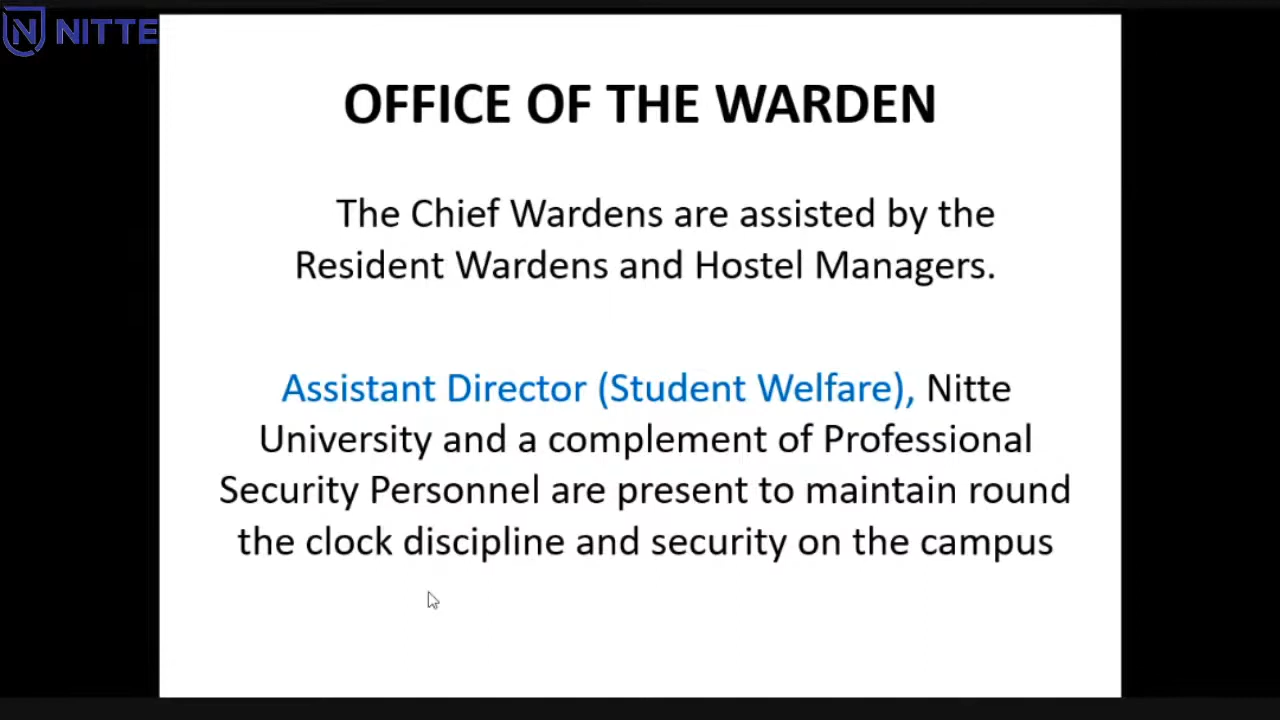 NITTE
OFFICE OF THE WARDEN
The Chief Wardens are assisted by the
Resident Wardens and Hostel Managers.
Assistant Director (Student Welfare), Nitte
University and a complement of Professional
Security Personnel are present to maintain round
the clock discipline and security on the campus